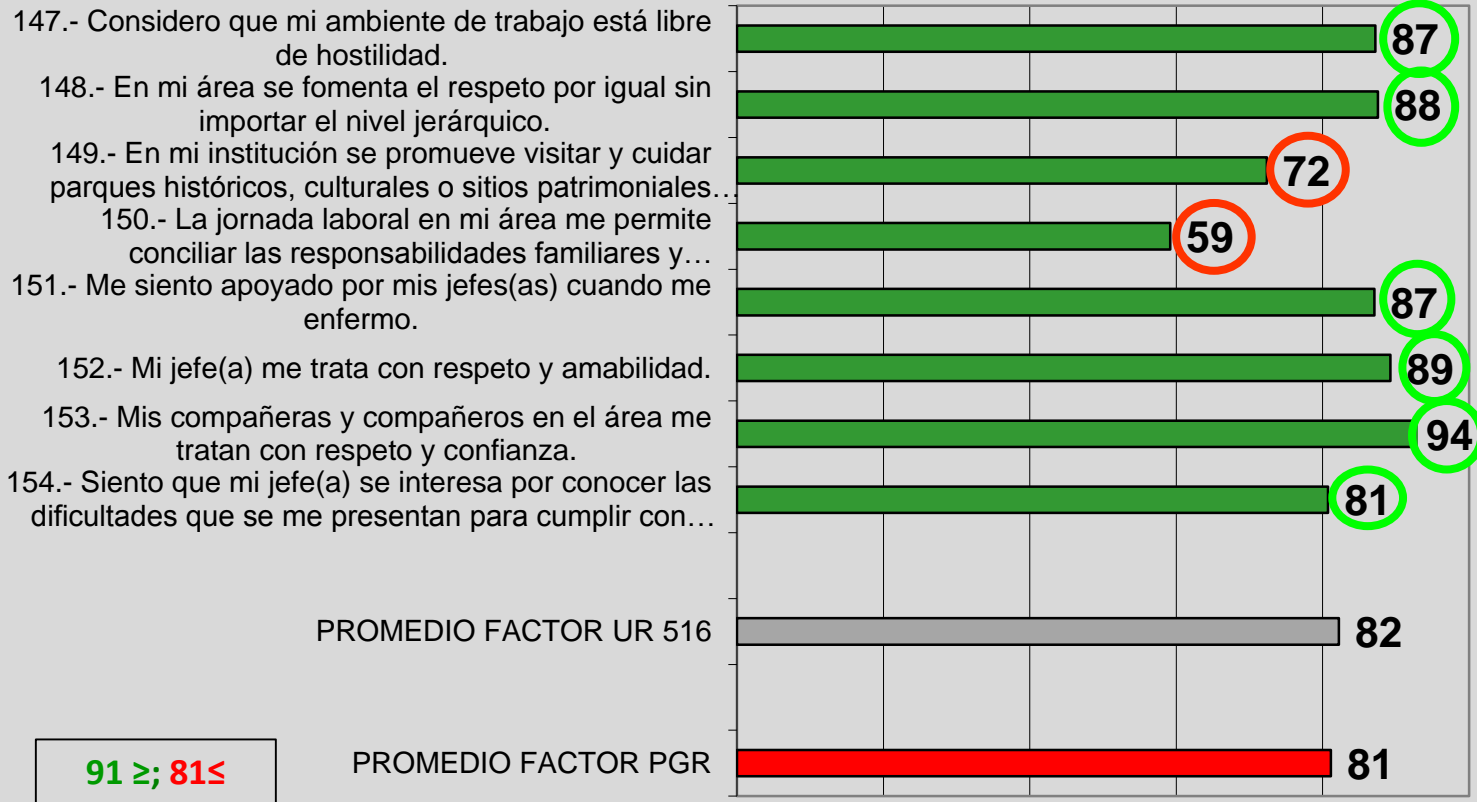 147.- Considero que mi ambiente de trabajo está libre
de hostilidad.
87
148.- En mi área se fomenta el respeto por igual sin
importar el nivel jerárquico.
88
149.- En mi institución se promueve visitar y cuidar
parques históricos, culturales o sitios patrimoniales…
72
150.- La jornada laboral en mi área me permite
conciliar las responsabilidades familiares y…
59
151.- Me siento apoyado por mis jefes(as) cuando me
enfermo.
87
152.- Mi jefe(a) me trata con respeto y amabilidad.
89
153.- Mis compañeras y compañeros en el área me
tratan con respeto y confianza.
94
154.- Siento que mi jefe(a) se interesa por conocer las
dificultades que se me presentan para cumplir con…
81
PROMEDIO FACTOR UR 516
82
PROMEDIO FACTOR PGR
81
91 ≥; 81≤